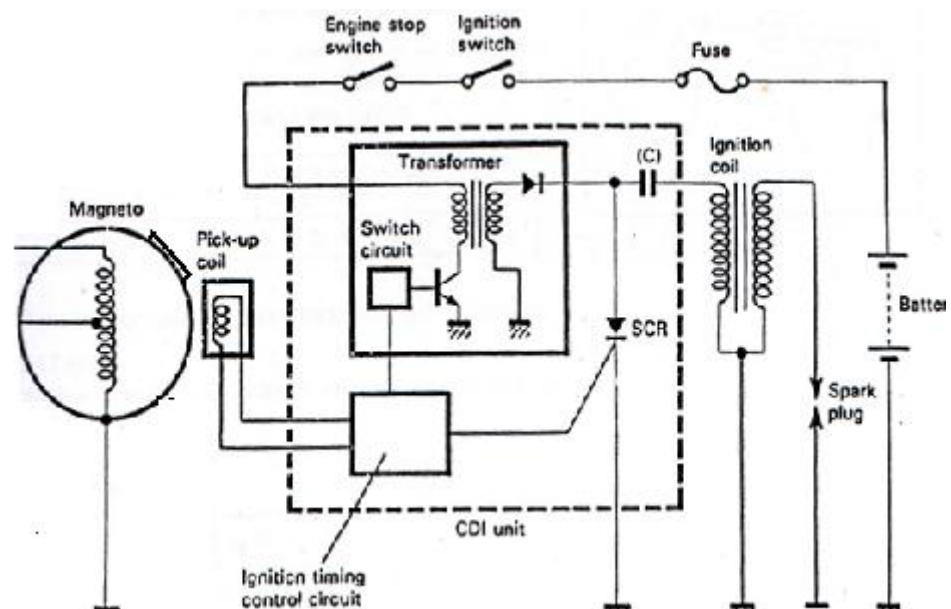 Engine stop
switch
Ignition
switch
Fuse
Transformer
(C)
Ignition
coil
Magneto
Pick-up
coil
Switch
circuit
SCR
Batter
Spark
plug
CDI unit
Ignition timing
control circuit